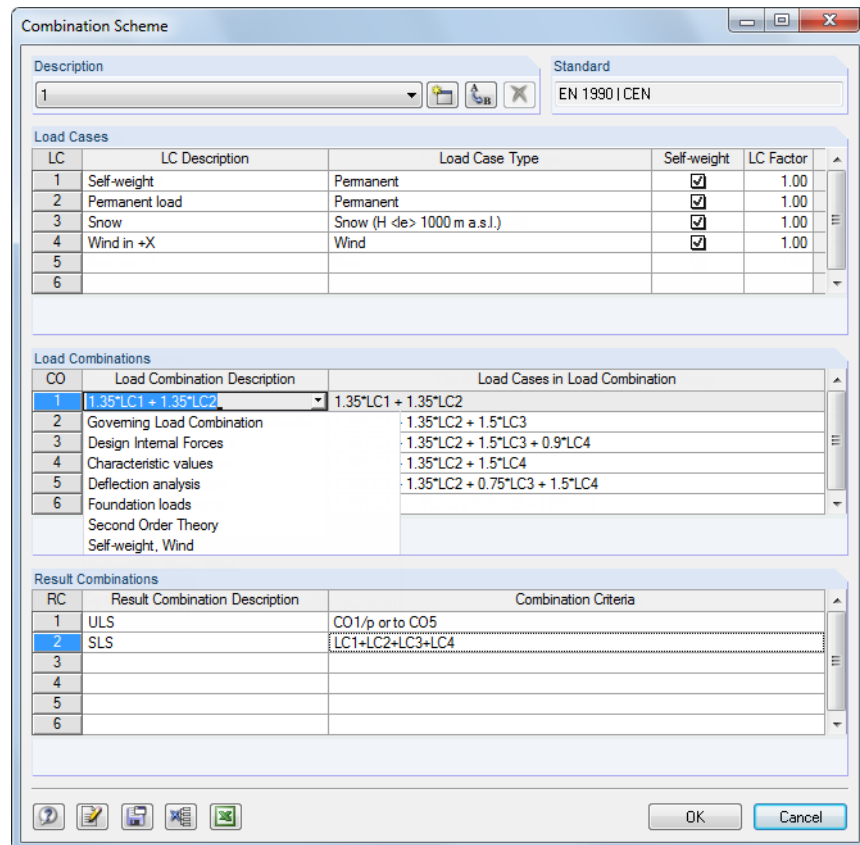 Combination Scheme
Description
Standard
1
EN 1990 | CEN
Load Cases
LC LC Description Load Case Type Self-weight LC Factor
1 Self-weight Permanent 1.00
2 Permanent load Permanent 1.00
3 Snow Snow (H <le> 1000 m a.s.l.) 1.00
4 Wind in +X Wind 1.00
5
6
Load Combinations
CO Load Combination Description Load Cases in Load Combination
1 1.35*LC1 + 1.35*LC2 1.35*LC1 + 1.35*LC2
2 Governing Load Combination 1.35*LC2 + 1.5*LC3
3 Design Internal Forces 1.35*LC2 + 1.5*LC3 + 0.9*LC4
4 Characteristic values 1.35*LC2 + 1.5*LC4
5 Deflection analysis 1.35*LC2 + 0.75*LC3 + 1.5*LC4
6 Foundation loads
Second Order Theory
Self-weight, Wind
Result Combinations
RC Result Combination Description Combination Criteria
1 ULS CO1/p or to CO5
2 SLS LC1+LC2+LC3+LC4
3
4
5
6
OK Cancel